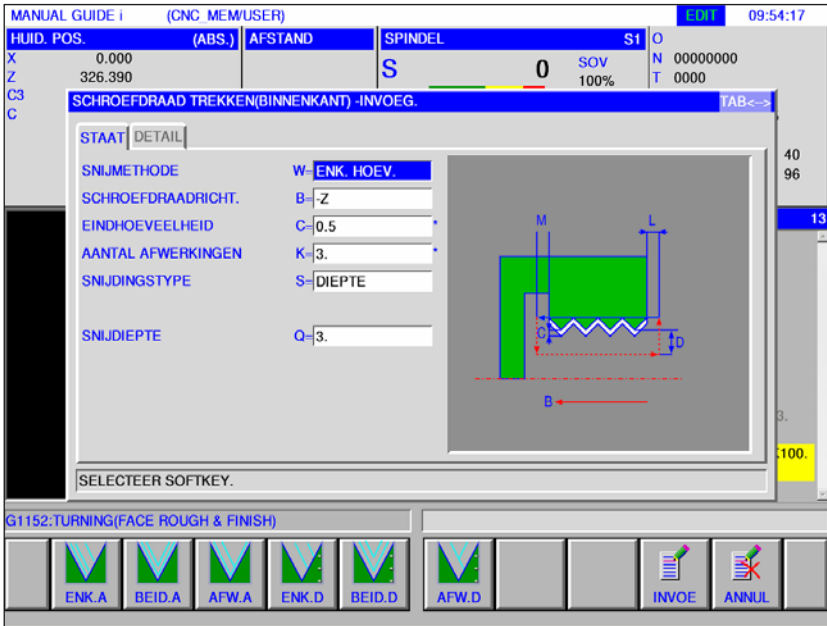 MANUAL GUIDE i (CNC_MEM/USER) EDIT 09:54:17
HUID. POS. (ABS.) AFSTAND SPINDEL S1 O
X 0.000 S 0 SOV 100% N 00000000
Z 326.390 T 0000
C3
C
SCHROEFDRAAD TREKKEN(BINNENKANT) -INVOEG. TAB<-->
STAAT DETAIL
SNIJMETHODE W= ENK. HOEV.
SCHROEFDRAADRICHT. B= -Z
EINDHOEVEELHEID C= 0.5 *
AANTAL AFWERKINGEN K= 3. *
SNIJDINGSTYPE S= DIEPTE
SNIJDIEPTE Q= 3.
M L
C D
B
40
96
13
3.
100.
SELECTEER SOFTKEY.
G1152:TURNING(FACE ROUGH & FINISH)
ENK.A BEID.A AFW.A ENK.D BEID.D AFW.D INVOE ANNUL